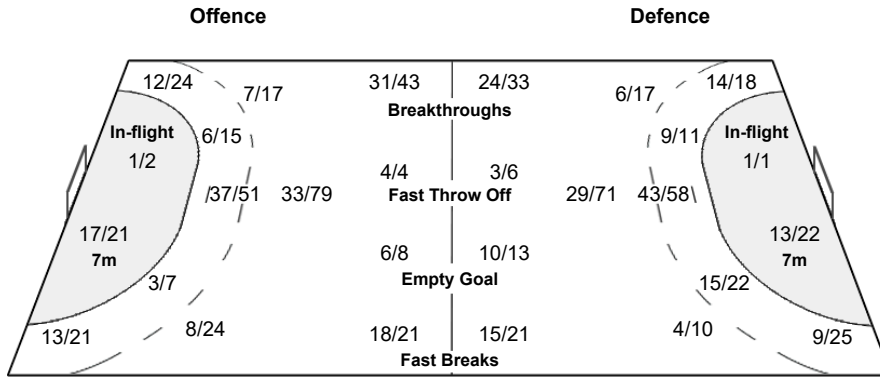 Offence Defence
12/24 7/17 31/43 24/33 6/17 14/18
Breakthroughs
In-flight 6/15 9/11 In-flight
1/2 1/1
4/4 3/6
37/51 33/79 Fast Throw Off 29/71 43/58
17/21 13/22
7m 7m
6/8 10/13
3/7 Empty Goal 15/22
13/21 8/24 18/21 15/21 4/10 9/25
Fast Breaks